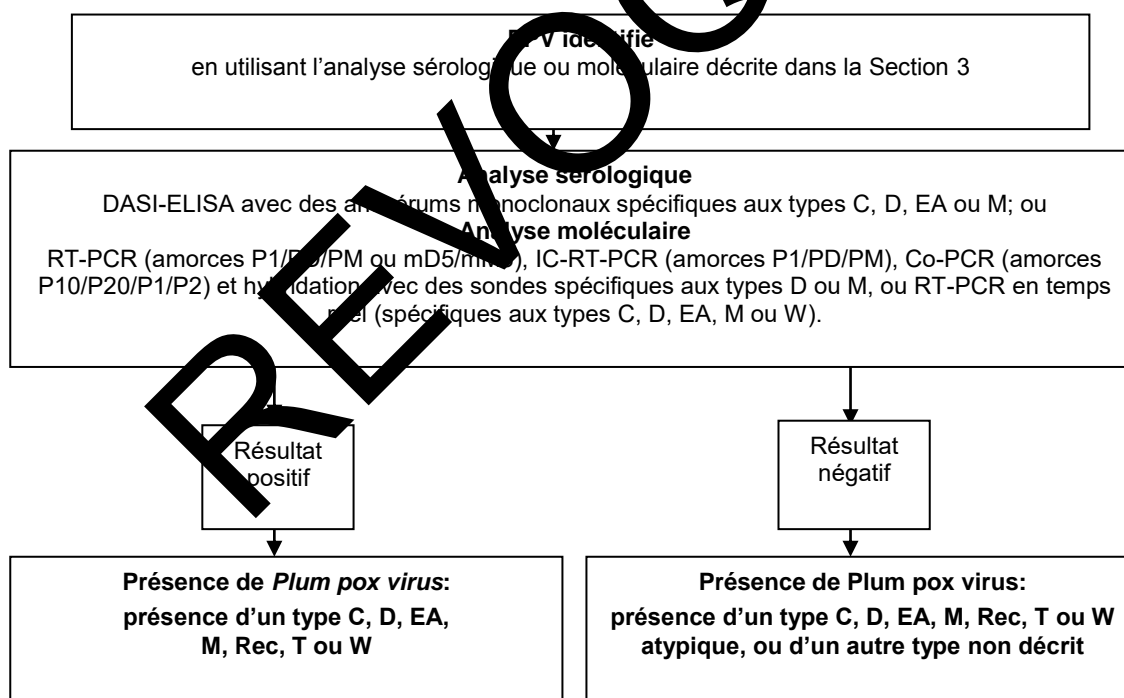 REVOQ
identifié
en utilisant l'analyse sérologique ou moléculaire décrite dans la Section 3
Analyse sérologique
DASI-ELISA avec des antisérums monoclonaux spécifiques aux types C, D, EA ou M; ou
Analyse moléculaire
RT-PCR (amorces P1/PD/PM ou mD5/), IC-RT-PCR (amorces P1/PD/PM), Co-PCR (amorces
P10/P20/P1/P2) et hybridation avec des sondes spécifiques aux types D ou M, ou RT-PCR en temps
réel (spécifiques aux types C, D, EA, M ou W).
Résultat
positif
Résultat
négatif
Présence de Plum pox virus:
présence d'un type C, D, EA,
M, Rec, T ou W
Présence de Plum pox virus:
présence d'un type C, D, EA, M, Rec, T ou W
atypique, ou d'un autre type non décrit